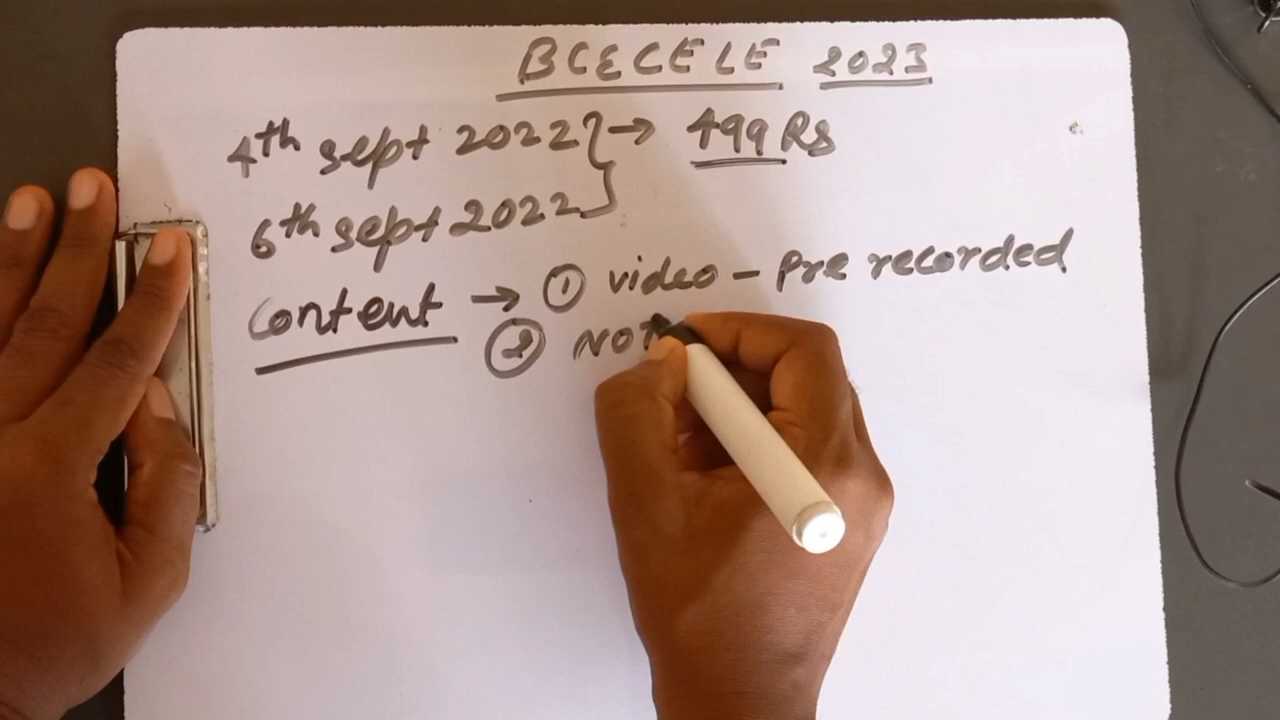 BCECELE 2023
4th sept 2022 } → 499 Rs
6th sept 2022
content → ① video - Pre recorded
② NOT